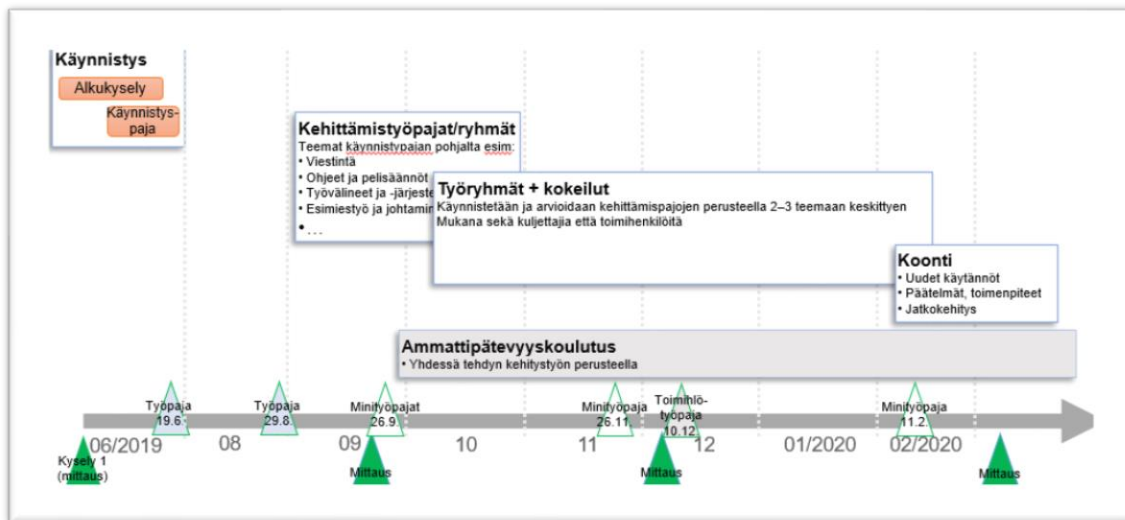 Käynnistys
Alkukysely
Käynnistys-
paja
Kehittämistyöpajat/ryhmät
Teemat käynnistypajan pohjalta esim:
• Viestintä
• Ohjeet ja pelisäännöt
• Työvälineet ja -järjeste
• Esimiestyö ja johtamin
• ...
Työryhmät + kokeilut
Käynnistetään ja arvioidaan kehittämispajojen perusteella 2–3 teemaan keskittyen
Mukana sekä kuljettajia että toimihenkilöitä
Koonti
• Uudet käytännöt
• Päätelmät, toimenpiteet
• Jatkokehitys
Ammattipätevyyskoulutus
• Yhdessä tehdyn kehitystyön perusteella
Työpaja
19.6.
Työpaja
29.8.
Minityöpajat
26.9.
Minityöpaja
26.11.
Toimihlö-
työpaja
10.12.
Minityöpaja
11.2.
06/2019
08
09
10
11
12
01/2020
02/2020
Kysely 1
(mittaus)
Mittaus
Mittaus
Mittaus